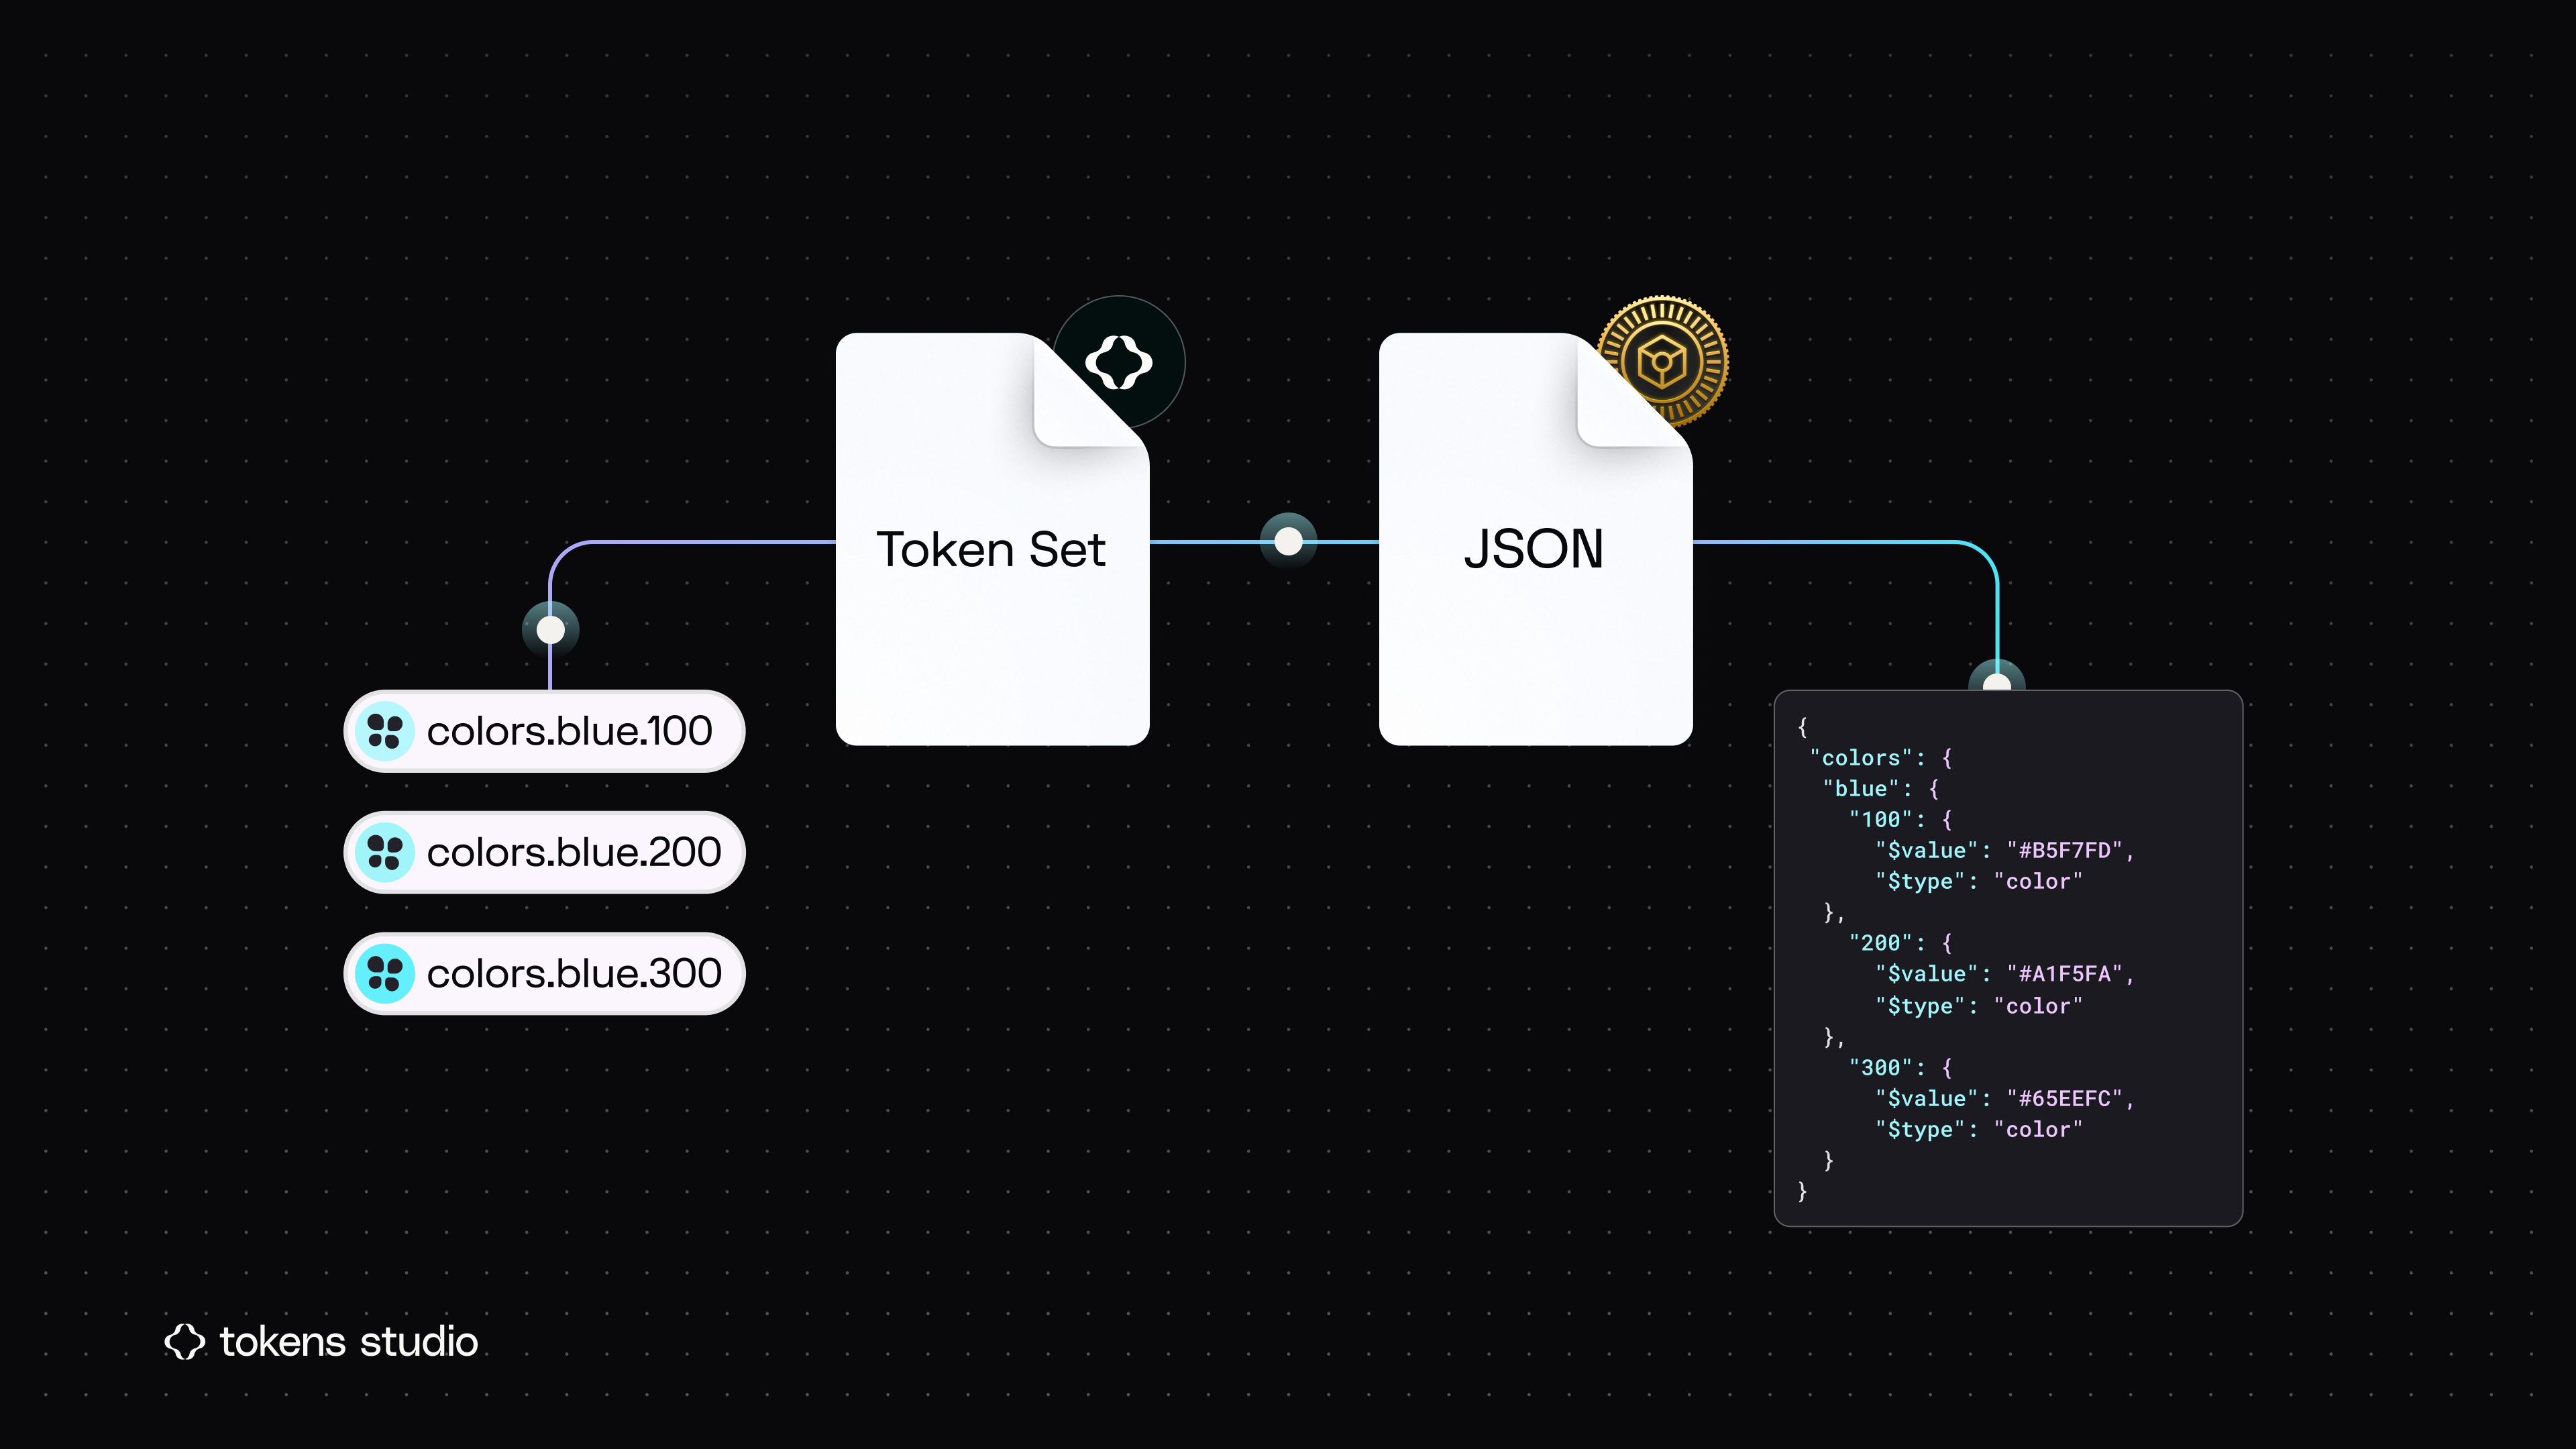 Token Set
JSON
colors.blue.100
colors.blue.200
colors.blue.300
{
"colors": {
"blue": {
"100": {
"$value": "#B5F7FD",
"$type": "color"
},
"200": {
"$value": "#A1F5FA",
"$type": "color"
},
"300": {
"$value": "#65EEFC",
"$type": "color"
}
}
tokens studio